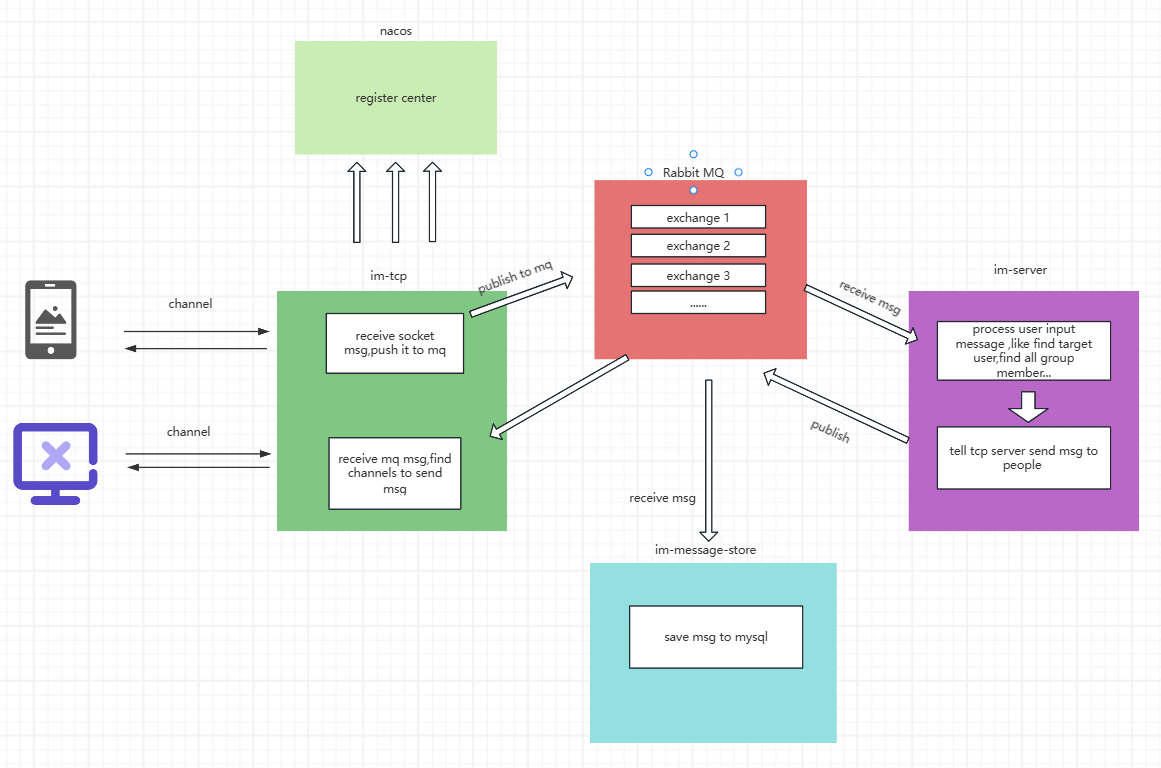 nacos
register center
Rabbit MQ
exchange 1
exchange 2
exchange 3
......
im-tcp
publish to mq
receive socket
msg,push it to mq
receive mq msg,find
channels to send
msg
channel
channel
receive msg
im-server
process user input
message ,like find target
user,find all group
member...
tell tcp server send msg to
people
publish
receive msg
im-message-store
save msg to mysql